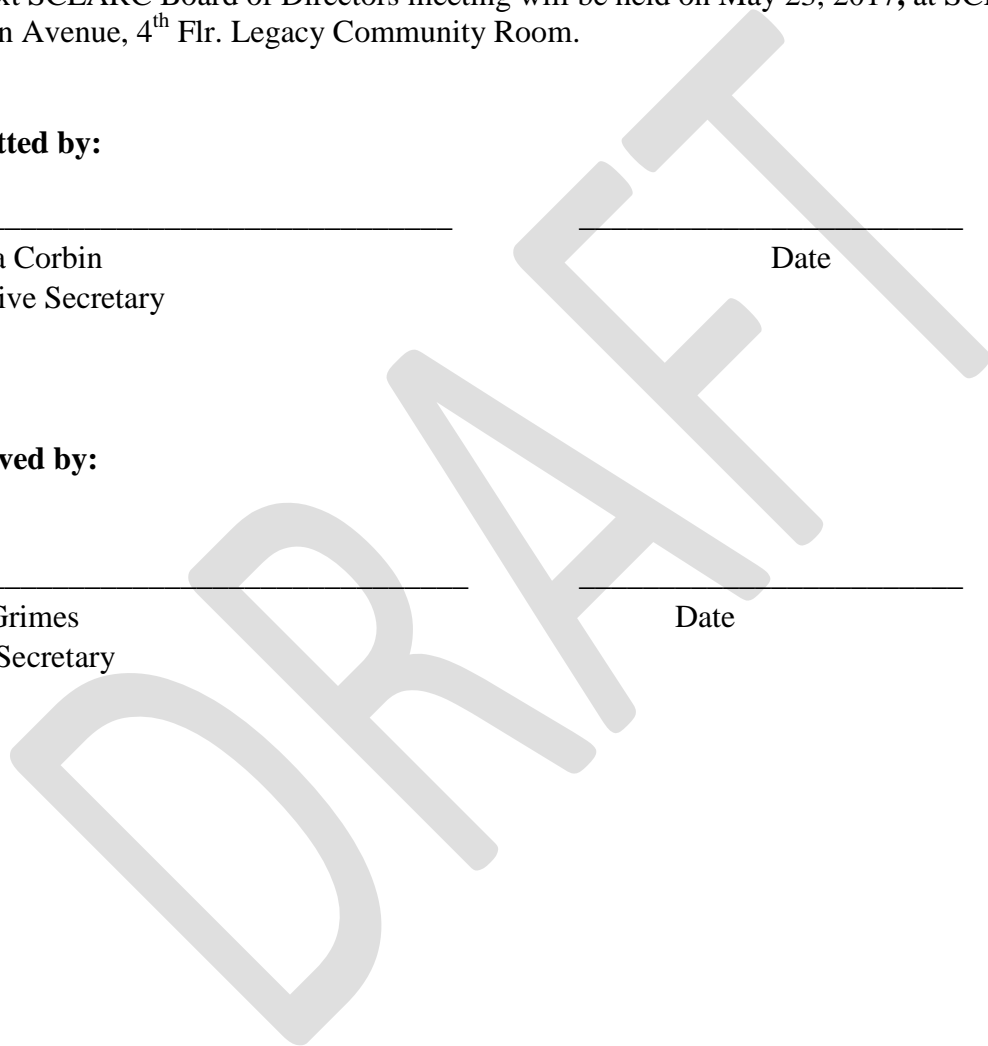 xt SCLARC Board of Directors meeting will be held on May 23, 2017, at SCL
n Avenue, 4th Flr. Legacy Community Room.
tted by:
a Corbin Date
ive Secretary
ved by:
Grimes Date
Secretary
DRAFT